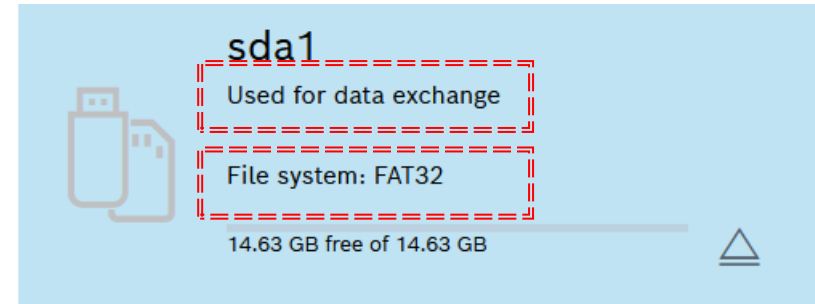 sda1
Used for data exchange
File system: FAT32
14.63 GB free of 14.63 GB